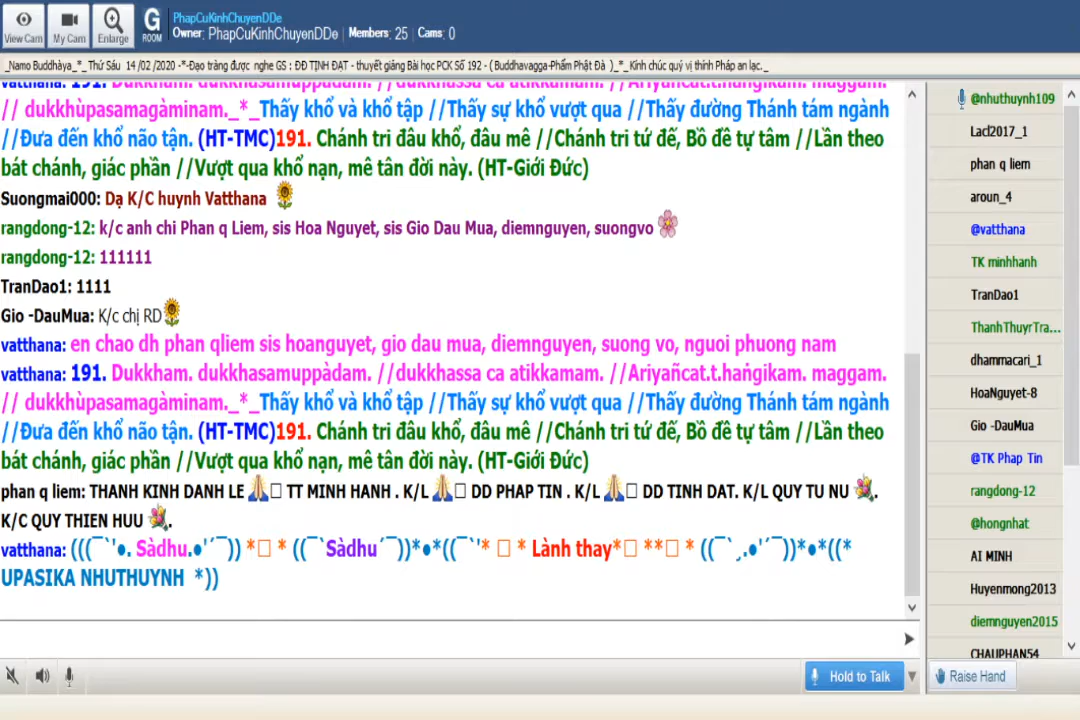 PhapCuKinhChuyenDDe
Owner: PhapCuKinhChuyenDDe | Members: 25 | Cams: 0
View Cam
My Cam
Enlarge
G
ROOM
_Namo Buddhàya_*_ Thứ Sáu 14 /02 /2020 -*-Đạo tràng được nghe GS : ĐĐ TỊNH ĐẠT - thuyết giảng Bài học PCK Số 192 - ( Buddhavagga-Phẩm Phật Đà )_*_Kính chúc quý vị thính Pháp an lạc._
vatthana: 191. Dukkham. dukkhasamuppàdam. //dukkhassa ca atikkamam. //Ariyañcat.t.haṅgikam. maggam.
// dukkhùpasamagàminam._*_Thấy khổ và khổ tập //Thấy sự khổ vượt qua //Thấy đường Thánh tám ngành
//Đưa đến khổ não tận. (HT-TMC)191. Chánh tri đâu khổ, đâu mê //Chánh tri tứ đế, Bồ đề tự tâm //Lần theo
bát chánh, giác phần //Vượt qua khổ nạn, mê tân đời này. (HT-Giới Đức)
Suongmai000: Dạ K/C huynh Vatthana
rangdong-12: k/c anh chi Phan q Liem, sis Hoa Nguyet, sis Gio Dau Mua, diemnguyen, suongvo
rangdong-12: 111111
TranDao1: 1111
Gio -DauMua: K/c chị RD
vatthana: en chao dh phan qliem sis hoanguyet, gio dau mua, diemnguyen, suong vo, nguoi phuong nam
vatthana: 191. Dukkham. dukkhasamuppàdam. //dukkhassa ca atikkamam. //Ariyañcat.t.haṅgikam. maggam.
// dukkhùpasamagàminam._*_Thấy khổ và khổ tập //Thấy sự khổ vượt qua //Thấy đường Thánh tám ngành
//Đưa đến khổ não tận. (HT-TMC)191. Chánh tri đâu khổ, đâu mê //Chánh tri tứ đế, Bồ đề tự tâm //Lần theo
bát chánh, giác phần //Vượt qua khổ nạn, mê tân đời này. (HT-Giới Đức)
phan q liem: THANH KINH DANH LE 🙏 TT MINH HANH . K/L 🙏 DD PHAP TIN . K/L 🙏 DD TINH DAT. K/L QUY TU NU 💐.
K/C QUY THIEN HUU 💐.
vatthana: (((¯`'●. Sàdhu.●'´¯)) *▯ * ((¯`Sàdhu´¯))*●*((¯`'* ▯ * Lành thay*▯ **▯ * ((¯`¸.●'´¯))*●*((*
UPASIKA NHUTHUYNH *))
Hold to Talk
@nhuthuynh109
Lacl2017_1
phan q liem
aroun_4
@vatthana
TK minhhanh
TranDao1
ThanhThuyrTra...
dhammacari_1
HoaNguyet-8
Gio -DauMua
@TK Phap Tin
rangdong-12
@hongnhat
AI MINH
Huyenmong2013
diemnguyen2015
CHAUPHAN54
Raise Hand